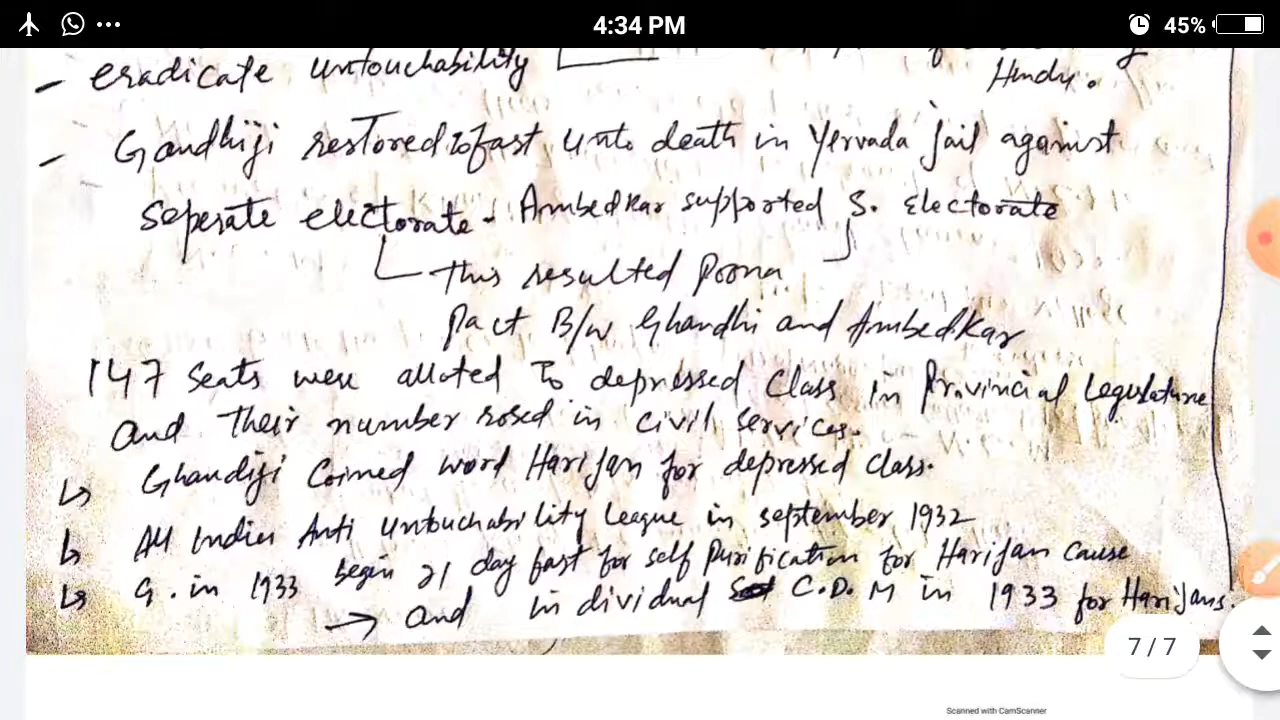 4:34 PM
45%
- eradicate untouchability
Hindu.
- Gandhiji restored to fast unto death in Yervada jail against
seperate electorate. Ambedkar supported S. Electorate
This resulted Poona
Pact B/w Ghandhi and Ambedkar
147 seats were alloted to depressed class in Provincial Legislature
and their number rosed in civil services.
↳ Ghandiji Coined word Harijan for depressed class.
↳ All Indian Anti Untouchability League in september 1932
↳ G. in 1933 begin 21 day fast for self purification for Harijan cause
→ and individual C.D.M in 1933 for Harijans.
7/7
Scanned with CamScanner